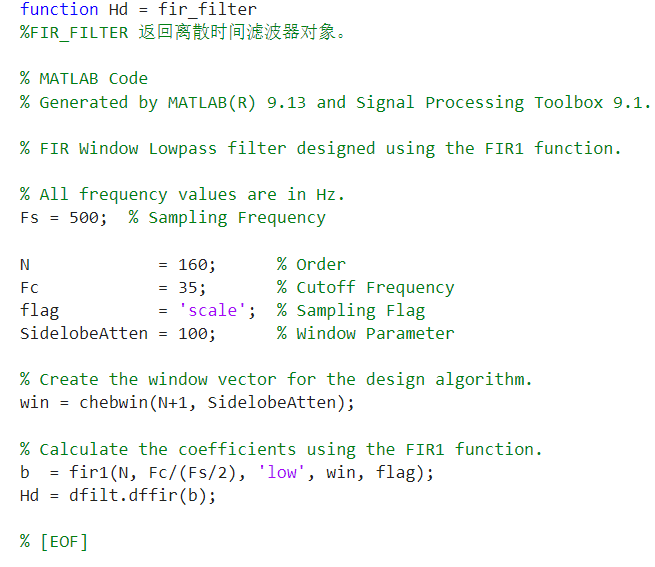 function Hd = fir_filter
%FIR_FILTER 返回离散时间滤波器对象。
% MATLAB Code
% Generated by MATLAB(R) 9.13 and Signal Processing Toolbox 9.1.
% FIR Window Lowpass filter designed using the FIR1 function.
% All frequency values are in Hz.
Fs = 500;  % Sampling Frequency
N             = 160;      % Order
Fc            = 35;       % Cutoff Frequency
flag          = 'scale';  % Sampling Flag
SidelobeAtten = 100;      % Window Parameter
% Create the window vector for the design algorithm.
win = chebwin(N+1, SidelobeAtten);
% Calculate the coefficients using the FIR1 function.
b  = fir1(N, Fc/(Fs/2), 'low', win, flag);
Hd = dfilt.dffir(b);
% [EOF]